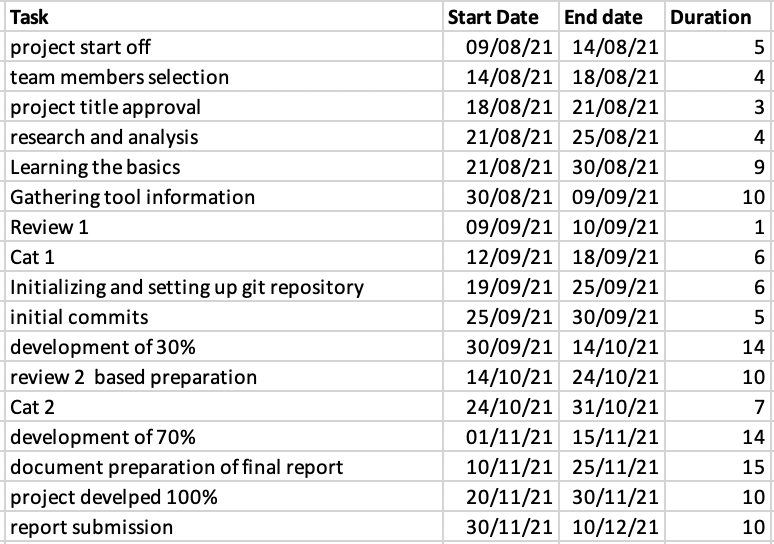 Task Start Date End date Duration
project start off 09/08/21 14/08/21 5
team members selection 14/08/21 18/08/21 4
project title approval 18/08/21 21/08/21 3
research and analysis 21/08/21 25/08/21 4
Learning the basics 21/08/21 30/08/21 9
Gathering tool information 30/08/21 09/09/21 10
Review 1 09/09/21 10/09/21 1
Cat 1 12/09/21 18/09/21 6
Initializing and setting up git repository 19/09/21 25/09/21 6
initial commits 25/09/21 30/09/21 5
development of 30% 30/09/21 14/10/21 14
review 2  based preparation 14/10/21 24/10/21 10
Cat 2 24/10/21 31/10/21 7
development of 70% 01/11/21 15/11/21 14
document preparation of final report 10/11/21 25/11/21 15
project develped 100% 20/11/21 30/11/21 10
report submission 30/11/21 10/12/21 10